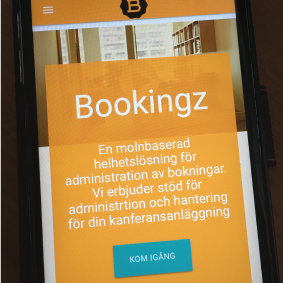 B
Bookingz
En molnbaserad
helhetslösning för
administration av bokningar.
Vi erbjuder stöd för
administrtion och hantering
för din kanferansanläggning
KOM IGÅNG